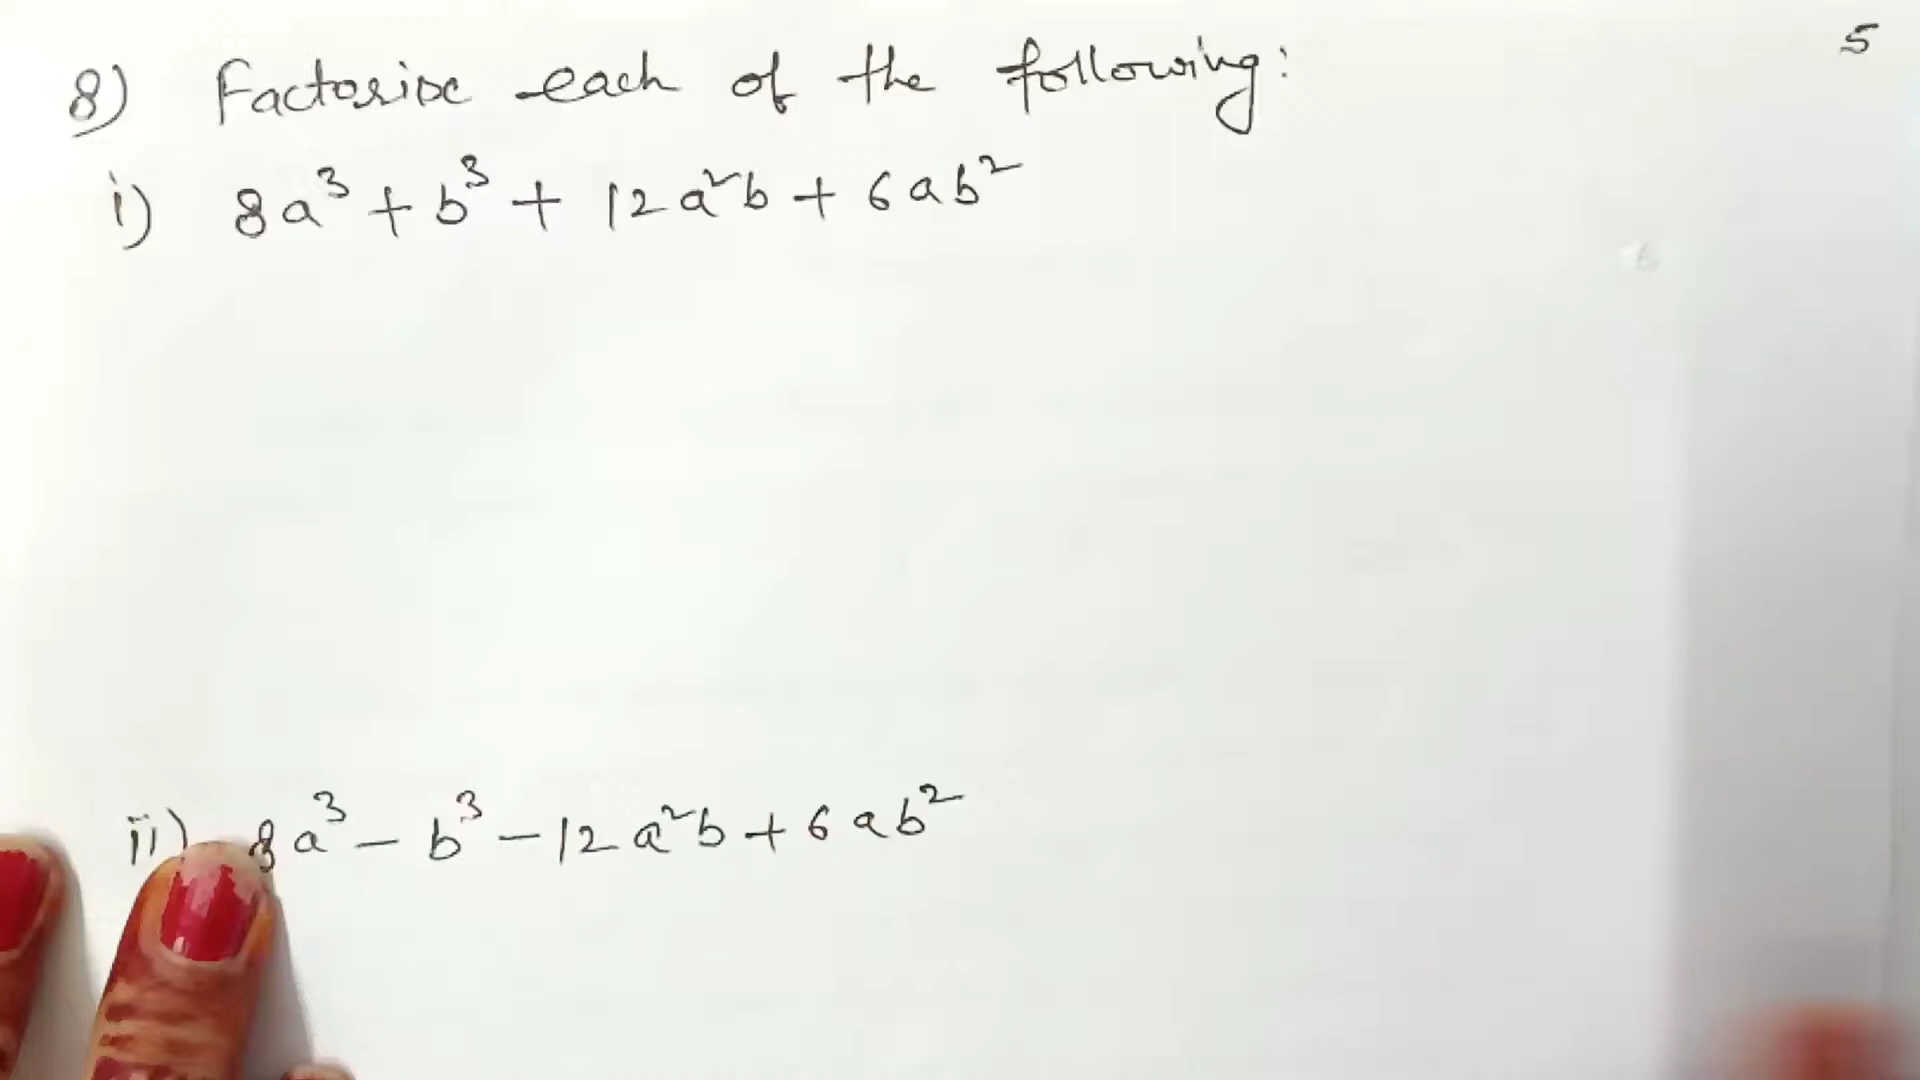 5
8) Factorise each of the following:
i) 8a³ + b³ + 12a²b + 6ab²
ii) 8a³ - b³ - 12a²b + 6ab²